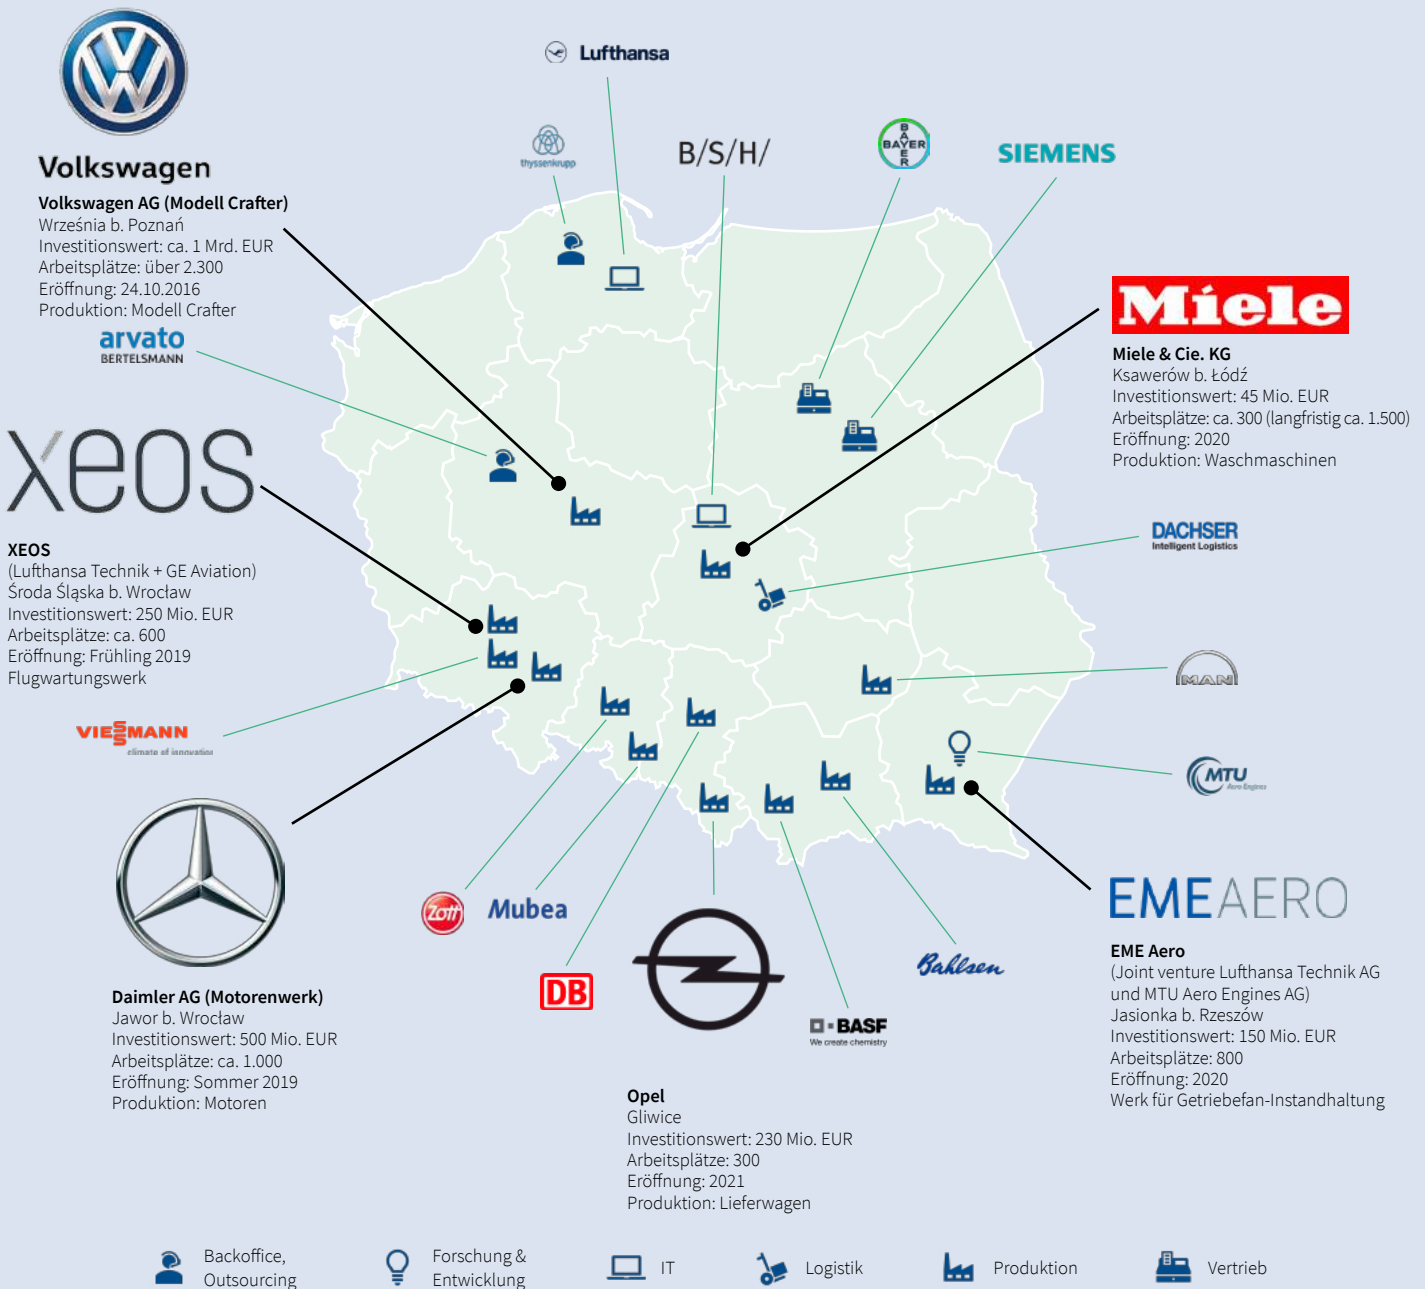 Lufthansa
thyssenkrupp
B/S/H/
BAYER
BAYER
SIEMENS
Volkswagen
Volkswagen AG (Modell Crafter)
Września b. Poznań
Investitionswert: ca. 1 Mrd. EUR
Arbeitsplätze: über 2.300
Eröffnung: 24.10.2016
Produktion: Modell Crafter
arvato
BERTELSMANN
Miele
Miele & Cie. KG
Ksawerów b. Łódź
Investitionswert: 45 Mio. EUR
Arbeitsplätze: ca. 300 (langfristig ca. 1.500)
Eröffnung: 2020
Produktion: Waschmaschinen
xeos
XEOS
(Lufthansa Technik + GE Aviation)
Środa Śląska b. Wrocław
Investitionswert: 250 Mio. EUR
Arbeitsplätze: ca. 600
Eröffnung: Frühling 2019
Flugwartungswerk
DACHSER
Intelligent Logistics
MAN
VIESSMANN
climate of innovation
MTU
Aero Engines
Zott
Mubea
DB
Bahlsen
BASF
We create chemistry
EMEAERO
EME Aero
(Joint venture Lufthansa Technik AG
und MTU Aero Engines AG)
Jasionka b. Rzeszów
Investitionswert: 150 Mio. EUR
Arbeitsplätze: 800
Eröffnung: 2020
Werk für Getriebefan-Instandhaltung
Daimler AG (Motorenwerk)
Jawor b. Wrocław
Investitionswert: 500 Mio. EUR
Arbeitsplätze: ca. 1.000
Eröffnung: Sommer 2019
Produktion: Motoren
Opel
Gliwice
Investitionswert: 230 Mio. EUR
Arbeitsplätze: 300
Eröffnung: 2021
Produktion: Lieferwagen
Backoffice,
Outsourcing
Forschung &
Entwicklung
IT
Logistik
Produktion
Vertrieb